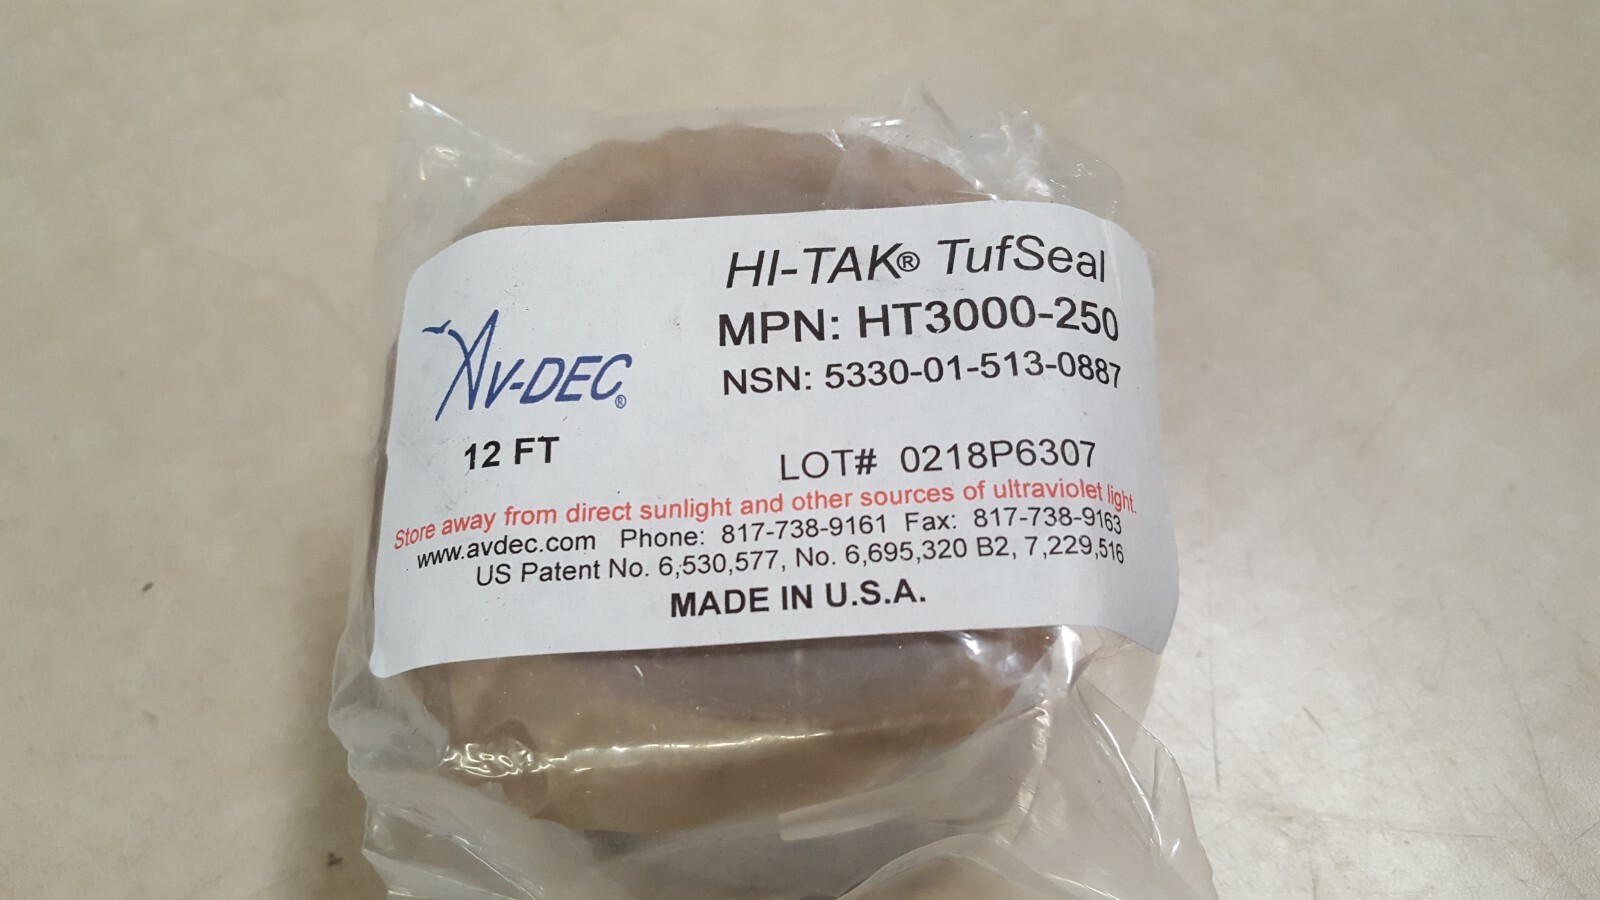 HI-TAK® TufSeal
MPN: HT3000-250
NSN: 5330-01-513-0887
AV-DEC®
12 FT
LOT# 0218P6307
Store away from direct sunlight and other sources of ultraviolet light.
www.avdec.com Phone: 817-738-9161 Fax: 817-738-9163
US Patent No. 6,530,577, No. 6,695,320 B2, 7,229,516
MADE IN U.S.A.